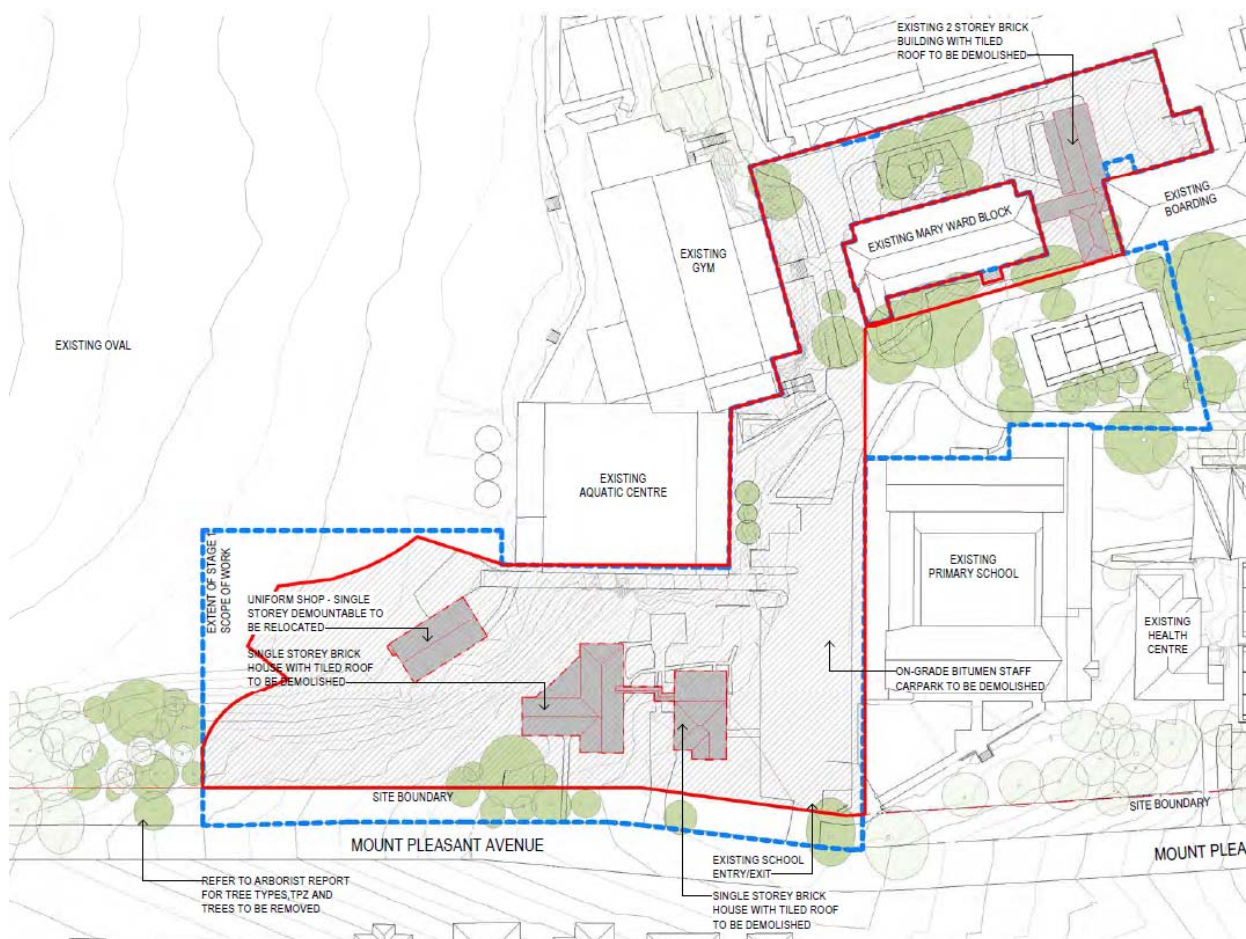 EXISTING 2 STOREY BRICK
BUILDING WITH TILED
ROOF TO BE DEMOLISHED
EXISTING MARY WARD BLOCK
EXISTING
BOARDING
EXISTING
GYM
EXISTING OVAL
EXISTING
AQUATIC CENTRE
EXTENT OF STAGE 1
SCOPE OF WORK
UNIFORM SHOP - SINGLE
STOREY DEMOUNTABLE TO
BE RELOCATED
SINGLE STOREY BRICK
HOUSE WITH TILED ROOF
TO BE DEMOLISHED
EXISTING
PRIMARY SCHOOL
EXISTING
HEALTH
CENTRE
ON-GRADE BITUMEN STAFF
CARPARK TO BE DEMOLISHED
SITE BOUNDARY
SITE BOUNDARY
MOUNT PLEASANT AVENUE
MOUNT PLEA
EXISTING SCHOOL
ENTRY/EXIT
SINGLE STOREY BRICK
HOUSE WITH TILED ROOF
TO BE DEMOLISHED
REFER TO ARBORIST REPORT
FOR TREE TYPES,TPZ AND
TREES TO BE REMOVED